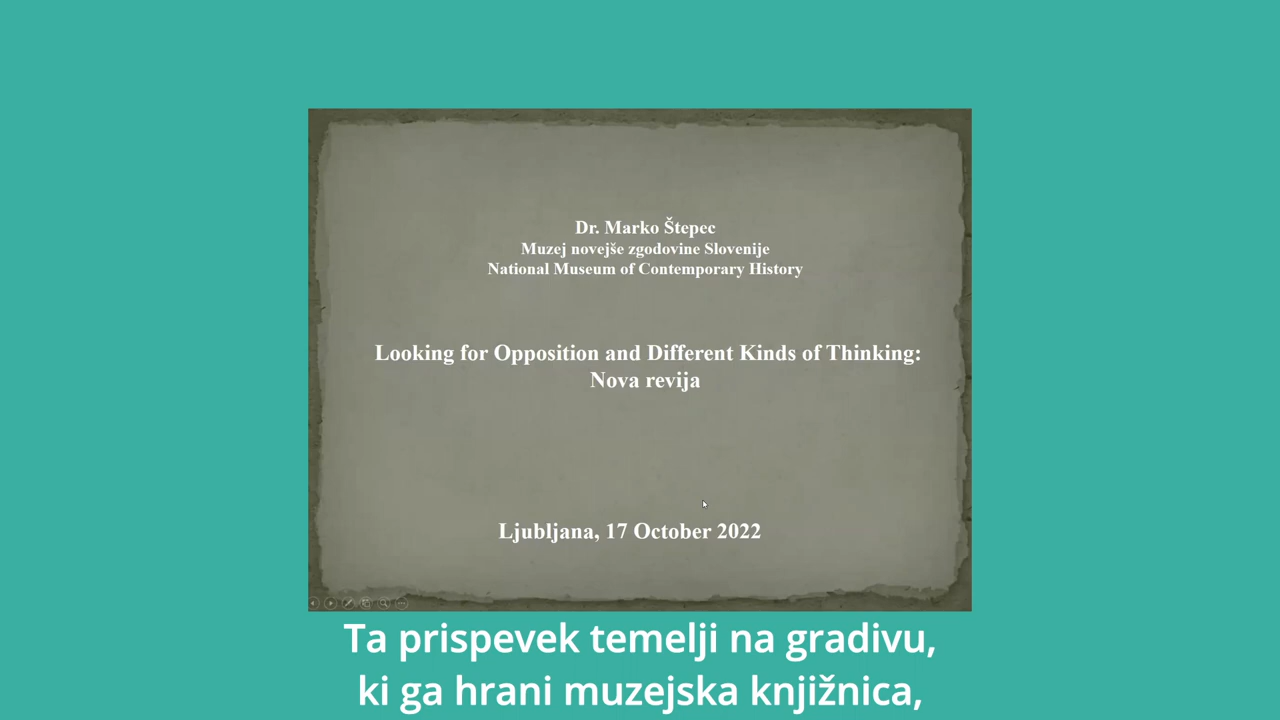 Dr. Marko Štepec
Muzej novejše zgodovine Slovenije
National Museum of Contemporary History
Looking for Opposition and Different Kinds of Thinking:
Nova revija
Ljubljana, 17 October 2022
Ta prispevek temelji na gradivu,
ki ga hrani muzejska knjižnica,